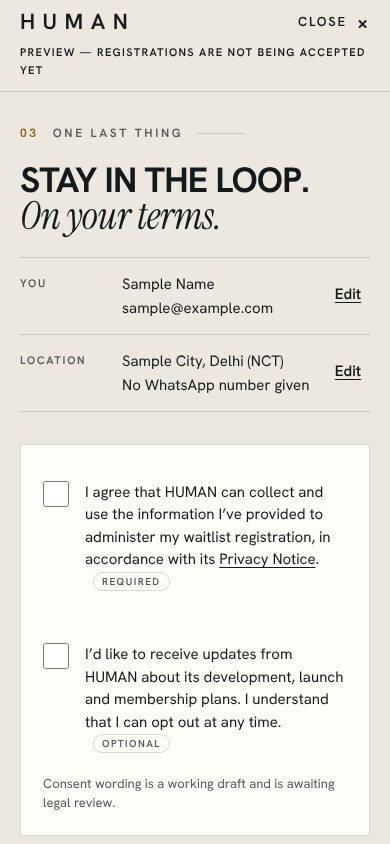 HUMAN
CLOSE ×
PREVIEW — REGISTRATIONS ARE NOT BEING ACCEPTED
YET
03 ONE LAST THING
STAY IN THE LOOP.
On your terms.
YOU
Sample Name
sample@example.com
Edit
LOCATION
Sample City, Delhi (NCT)
No WhatsApp number given
Edit
I agree that HUMAN can collect and
use the information I’ve provided to
administer my waitlist registration, in
accordance with its Privacy Notice.
REQUIRED
I’d like to receive updates from
HUMAN about its development, launch
and membership plans. I understand
that I can opt out at any time.
OPTIONAL
Consent wording is a working draft and is awaiting
legal review.